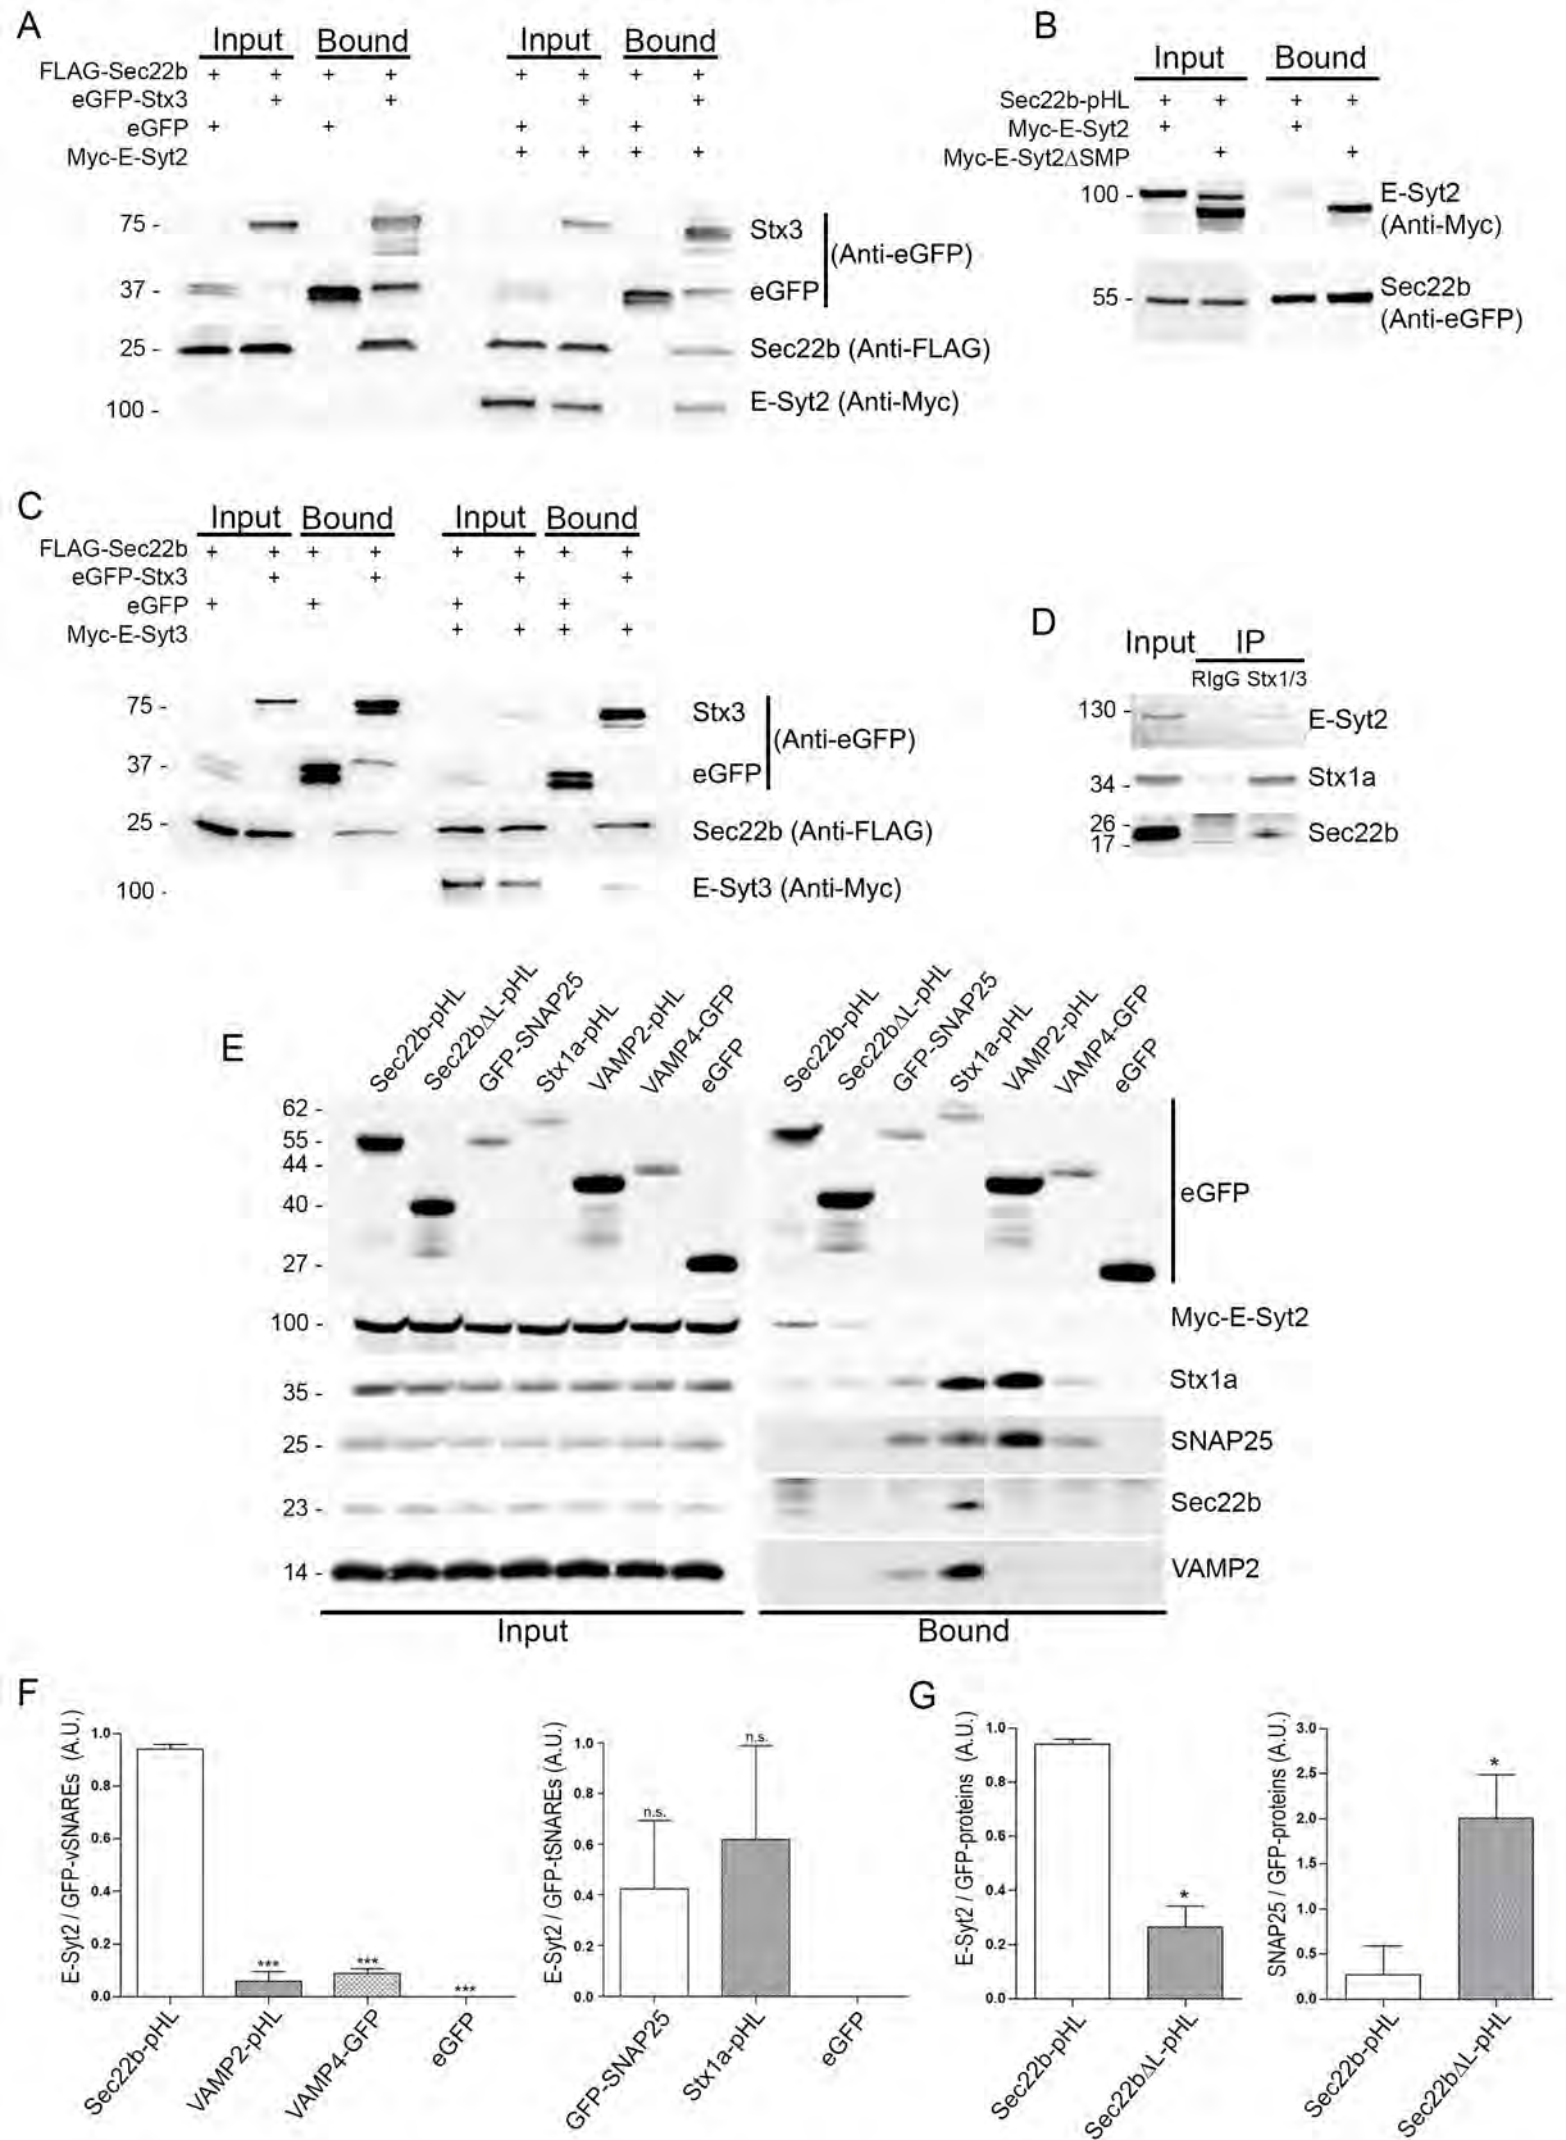 A
Input Bound Input Bound
FLAG-Sec22b + + + + + + + +
eGFP-Stx3 + + + +
eGFP + + + +
Myc-E-Syt2 + + + +
75 -
37 -
25 -
100 -
Stx3
eGFP
(Anti-eGFP)
Sec22b (Anti-FLAG)
E-Syt2 (Anti-Myc)
B
Input Bound
Sec22b-pHL + + + +
Myc-E-Syt2 + +
Myc-E-Syt2ΔSMP + +
100 -
55 -
E-Syt2
(Anti-Myc)
Sec22b
(Anti-eGFP)
C
Input Bound Input Bound
FLAG-Sec22b + + + + + + + +
eGFP-Stx3 + + + +
eGFP + + + +
Myc-E-Syt3 + + + +
75 -
37 -
25 -
100 -
Stx3
eGFP
(Anti-eGFP)
Sec22b (Anti-FLAG)
E-Syt3 (Anti-Myc)
D
Input IP
RIgG Stx1/3
130 -
34 -
26 -
17 -
E-Syt2
Stx1a
Sec22b
E
Sec22b-pHL Sec22bΔL-pHL GFP-SNAP25 Stx1a-pHL VAMP2-pHL VAMP4-GFP eGFP
Sec22b-pHL Sec22bΔL-pHL GFP-SNAP25 Stx1a-pHL VAMP2-pHL VAMP4-GFP eGFP
62 -
55 -
44 -
40 -
27 -
100 -
35 -
25 -
23 -
14 -
eGFP
Myc-E-Syt2
Stx1a
SNAP25
Sec22b
VAMP2
Input Bound
F
E-Syt2 / GFP-vSNAREs (A.U.)
1.0
0.8
0.6
0.4
0.2
0.0
*** *** ***
Sec22b-pHL VAMP2-pHL VAMP4-GFP eGFP
E-Syt2 / GFP-tSNAREs (A.U.)
1.0
0.8
0.6
0.4
0.2
0.0
n.s. n.s.
GFP-SNAP25 Stx1a-pHL eGFP
G
E-Syt2 / GFP-proteins (A.U.)
1.0
0.8
0.6
0.4
0.2
0.0
*
Sec22b-pHL Sec22bΔL-pHL
SNAP25 / GFP-proteins (A.U.)
3.0
2.5
2.0
1.5
1.0
0.5
0.0
*
Sec22b-pHL Sec22bΔL-pHL